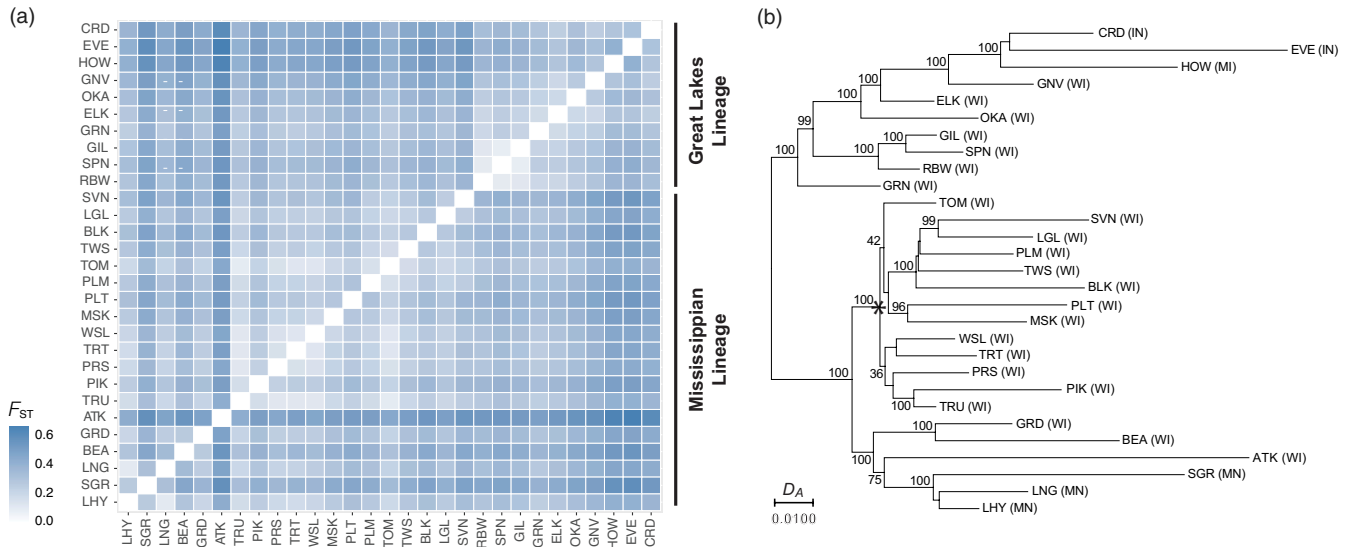 (a)
CRD
EVE
HOW
GNV
OKA
ELK
GRN
GIL
SPN
RBW
SVN
LGL
BLK
TWS
TOM
PLM
PLT
MSK
WSL
TRT
PRS
PIK
TRU
ATK
GRD
BEA
LNG
SGR
LHY
LHY SGR LNG BEA GRD ATK TRU PIK PRS TRT WSL MSK PLT PLM TOM TWS BLK LGL SVN RBW SPN GIL GRN ELK OKA GNV HOW EVE CRD
FST
0.6
0.4
0.2
0.0
Great Lakes
Lineage
Mississippian
Lineage
(b)
CRD (IN)
100
EVE (IN)
100
HOW (MI)
100
GNV (WI)
100
ELK (WI)
OKA (WI)
99
GIL (WI)
100
SPN (WI)
100
RBW (WI)
100
GRN (WI)
TOM (WI)
SVN (WI)
99
LGL (WI)
42
PLM (WI)
100
TWS (WI)
BLK (WI)
100
PLT (WI)
96
MSK (WI)
WSL (WI)
TRT (WI)
36
PRS (WI)
100
PIK (WI)
100
TRU (WI)
GRD (WI)
100
BEA (WI)
100
ATK (WI)
75
SGR (MN)
100
LNG (MN)
LHY (MN)
DA
0.0100